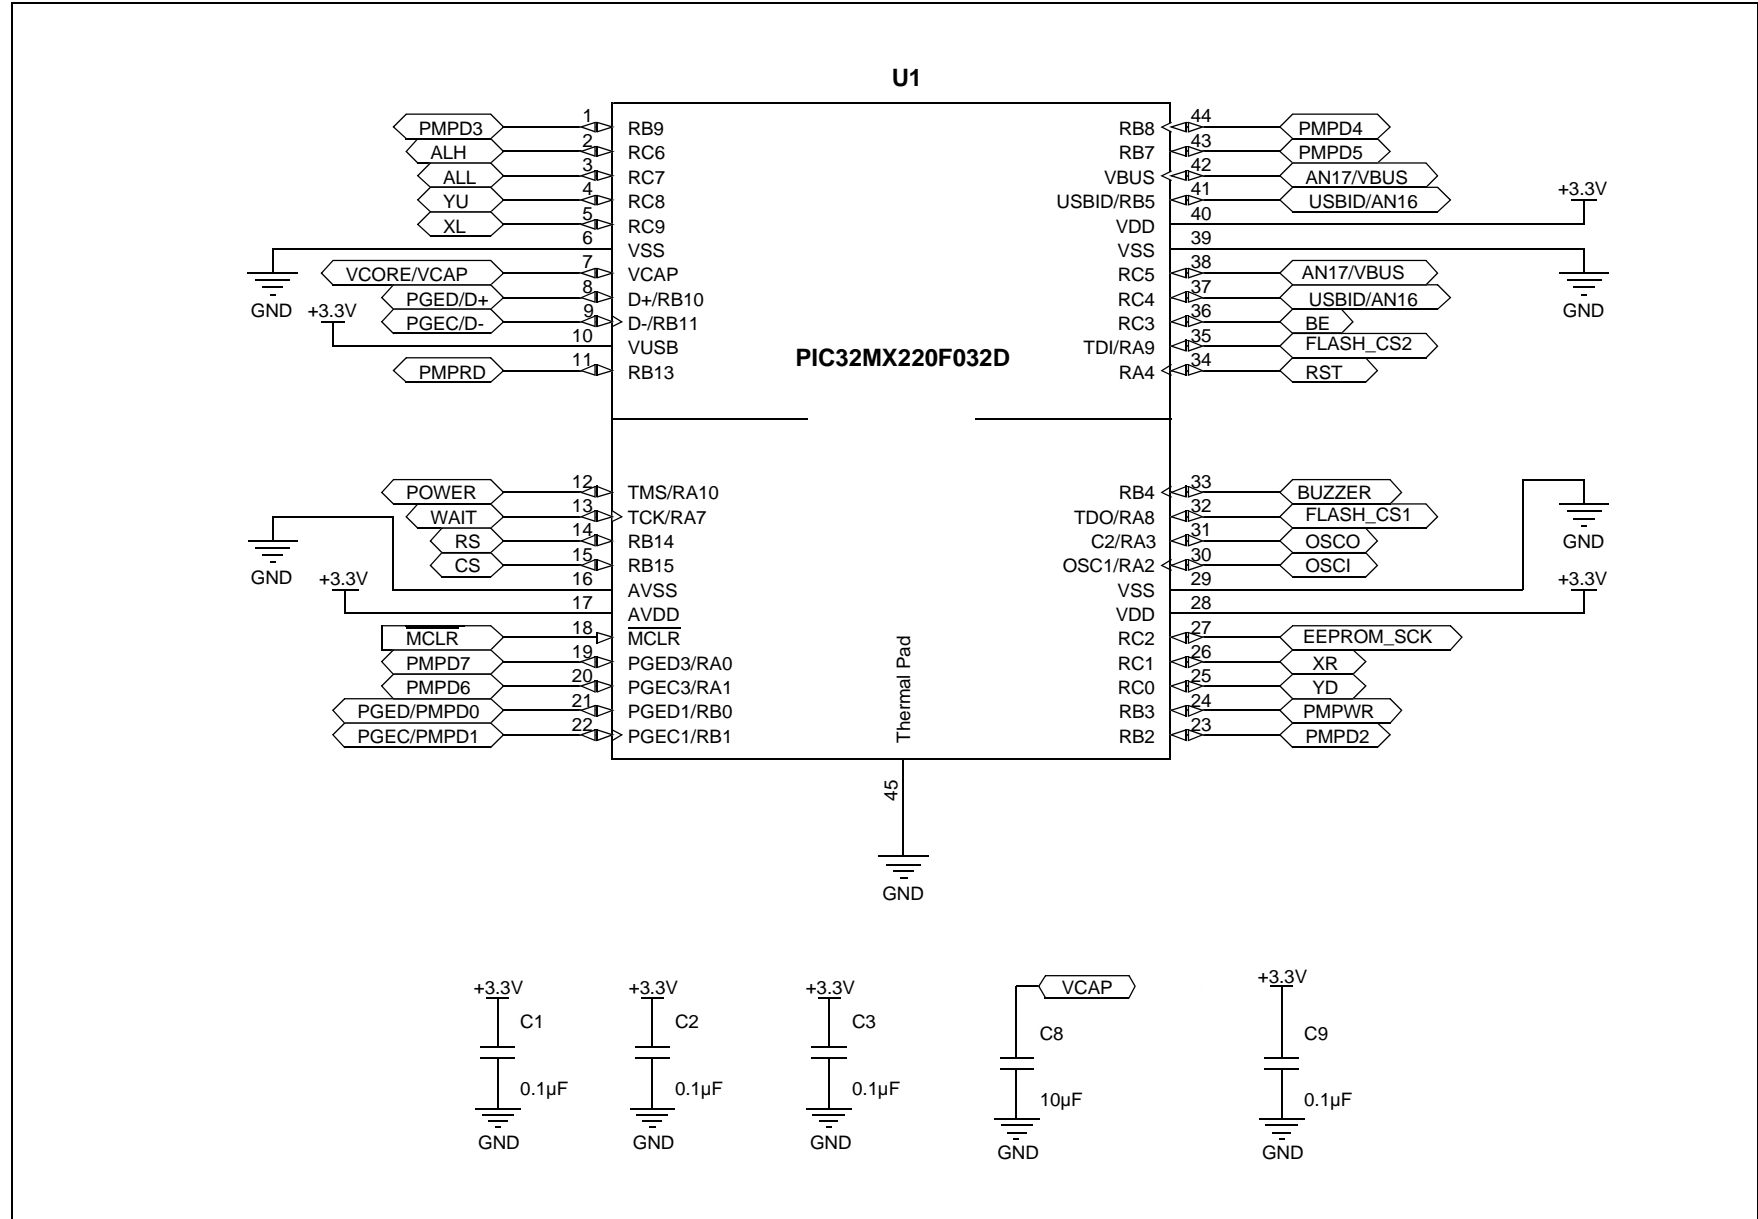 U1
PMPD3 1 RB9
ALH 2 RC6
ALL 3 RC7
YU 4 RC8
XL 5 RC9
6 VSS
GND
VCORE/VCAP 7 VCAP
PGED/D+ 8 D+/RB10
PGEC/D- 9 D-/RB11
+3.3V
10 VUSB
PMPRD 11 RB13
PIC32MX220F032D
RB8 44 PMPD4
RB7 43 PMPD5
VBUS 42 AN17/VBUS
USBID/RB5 41 USBID/AN16
VDD 40
+3.3V
VSS 39
GND
RC5 38 AN17/VBUS
RC4 37 USBID/AN16
RC3 36 BE
TDI/RA9 35 FLASH_CS2
RA4 34 RST
POWER 12 TMS/RA10
WAIT 13 TCK/RA7
RS 14 RB14
CS 15 RB15
16 AVSS
GND
17 AVDD
+3.3V
MCLR 18 MCLR
PMPD7 19 PGED3/RA0
PMPD6 20 PGEC3/RA1
PGED/PMPD0 21 PGED1/RB0
PGEC/PMPD1 22 PGEC1/RB1
RB4 33 BUZZER
TDO/RA8 32 FLASH_CS1
C2/RA3 31 OSCO
OSC1/RA2 30 OSCI
VSS 29
GND
VDD 28
+3.3V
RC2 27 EEPROM_SCK
RC1 26 XR
RC0 25 YD
RB3 24 PMPWR
RB2 23 PMPD2
Thermal Pad
45
GND
+3.3V
C1
0.1µF
GND
+3.3V
C2
0.1µF
GND
+3.3V
C3
0.1µF
GND
VCAP
C8
10µF
GND
+3.3V
C9
0.1µF
GND